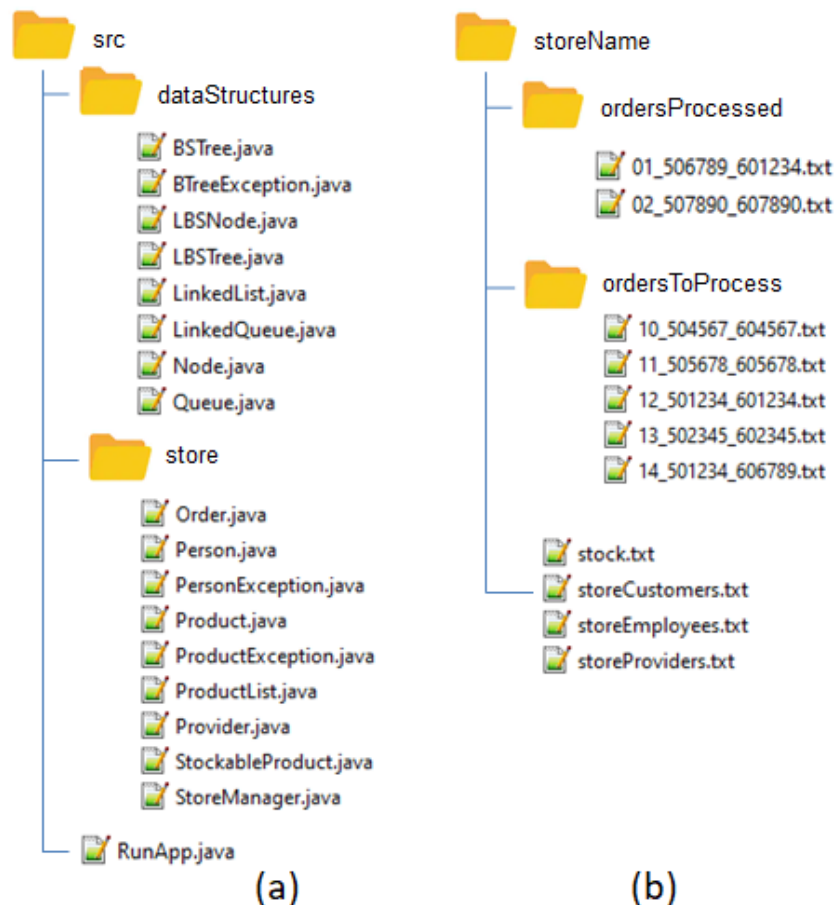 src
dataStructures
BSTree.java
BTreeException.java
LBSNode.java
LBSTree.java
LinkedList.java
LinkedQueue.java
Node.java
Queue.java
store
Order.java
Person.java
PersonException.java
Product.java
ProductException.java
ProductList.java
Provider.java
StockableProduct.java
StoreManager.java
RunApp.java
(a)
storeName
ordersProcessed
01_506789_601234.txt
02_507890_607890.txt
ordersToProcess
10_504567_604567.txt
11_505678_605678.txt
12_501234_601234.txt
13_502345_602345.txt
14_501234_606789.txt
stock.txt
storeCustomers.txt
storeEmployees.txt
storeProviders.txt
(b)